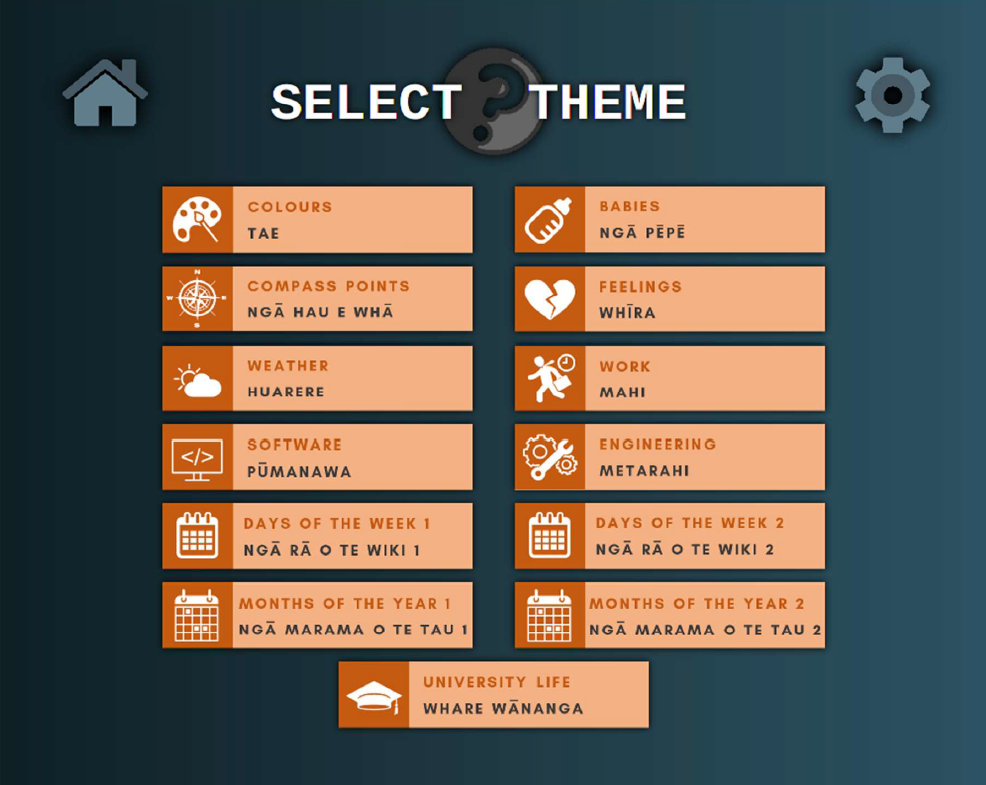 SELECT ? THEME
COLOURS
TAE
BABIES
NGĀ PĒPĒ
N
W
S
COMPASS POINTS
NGĀ HAU E WHĀ
FEELINGS
WHĪRA
WEATHER
HUARERE
WORK
MAHI
</>
SOFTWARE
PŪMANAWA
ENGINEERING
METARAHI
DAYS OF THE WEEK 1
NGĀ RĀ O TE WIKI 1
DAYS OF THE WEEK 2
NGĀ RĀ O TE WIKI 2
MONTHS OF THE YEAR 1
NGĀ MARAMA O TE TAU 1
MONTHS OF THE YEAR 2
NGĀ MARAMA O TE TAU 2
UNIVERSITY LIFE
WHARE WĀNANGA